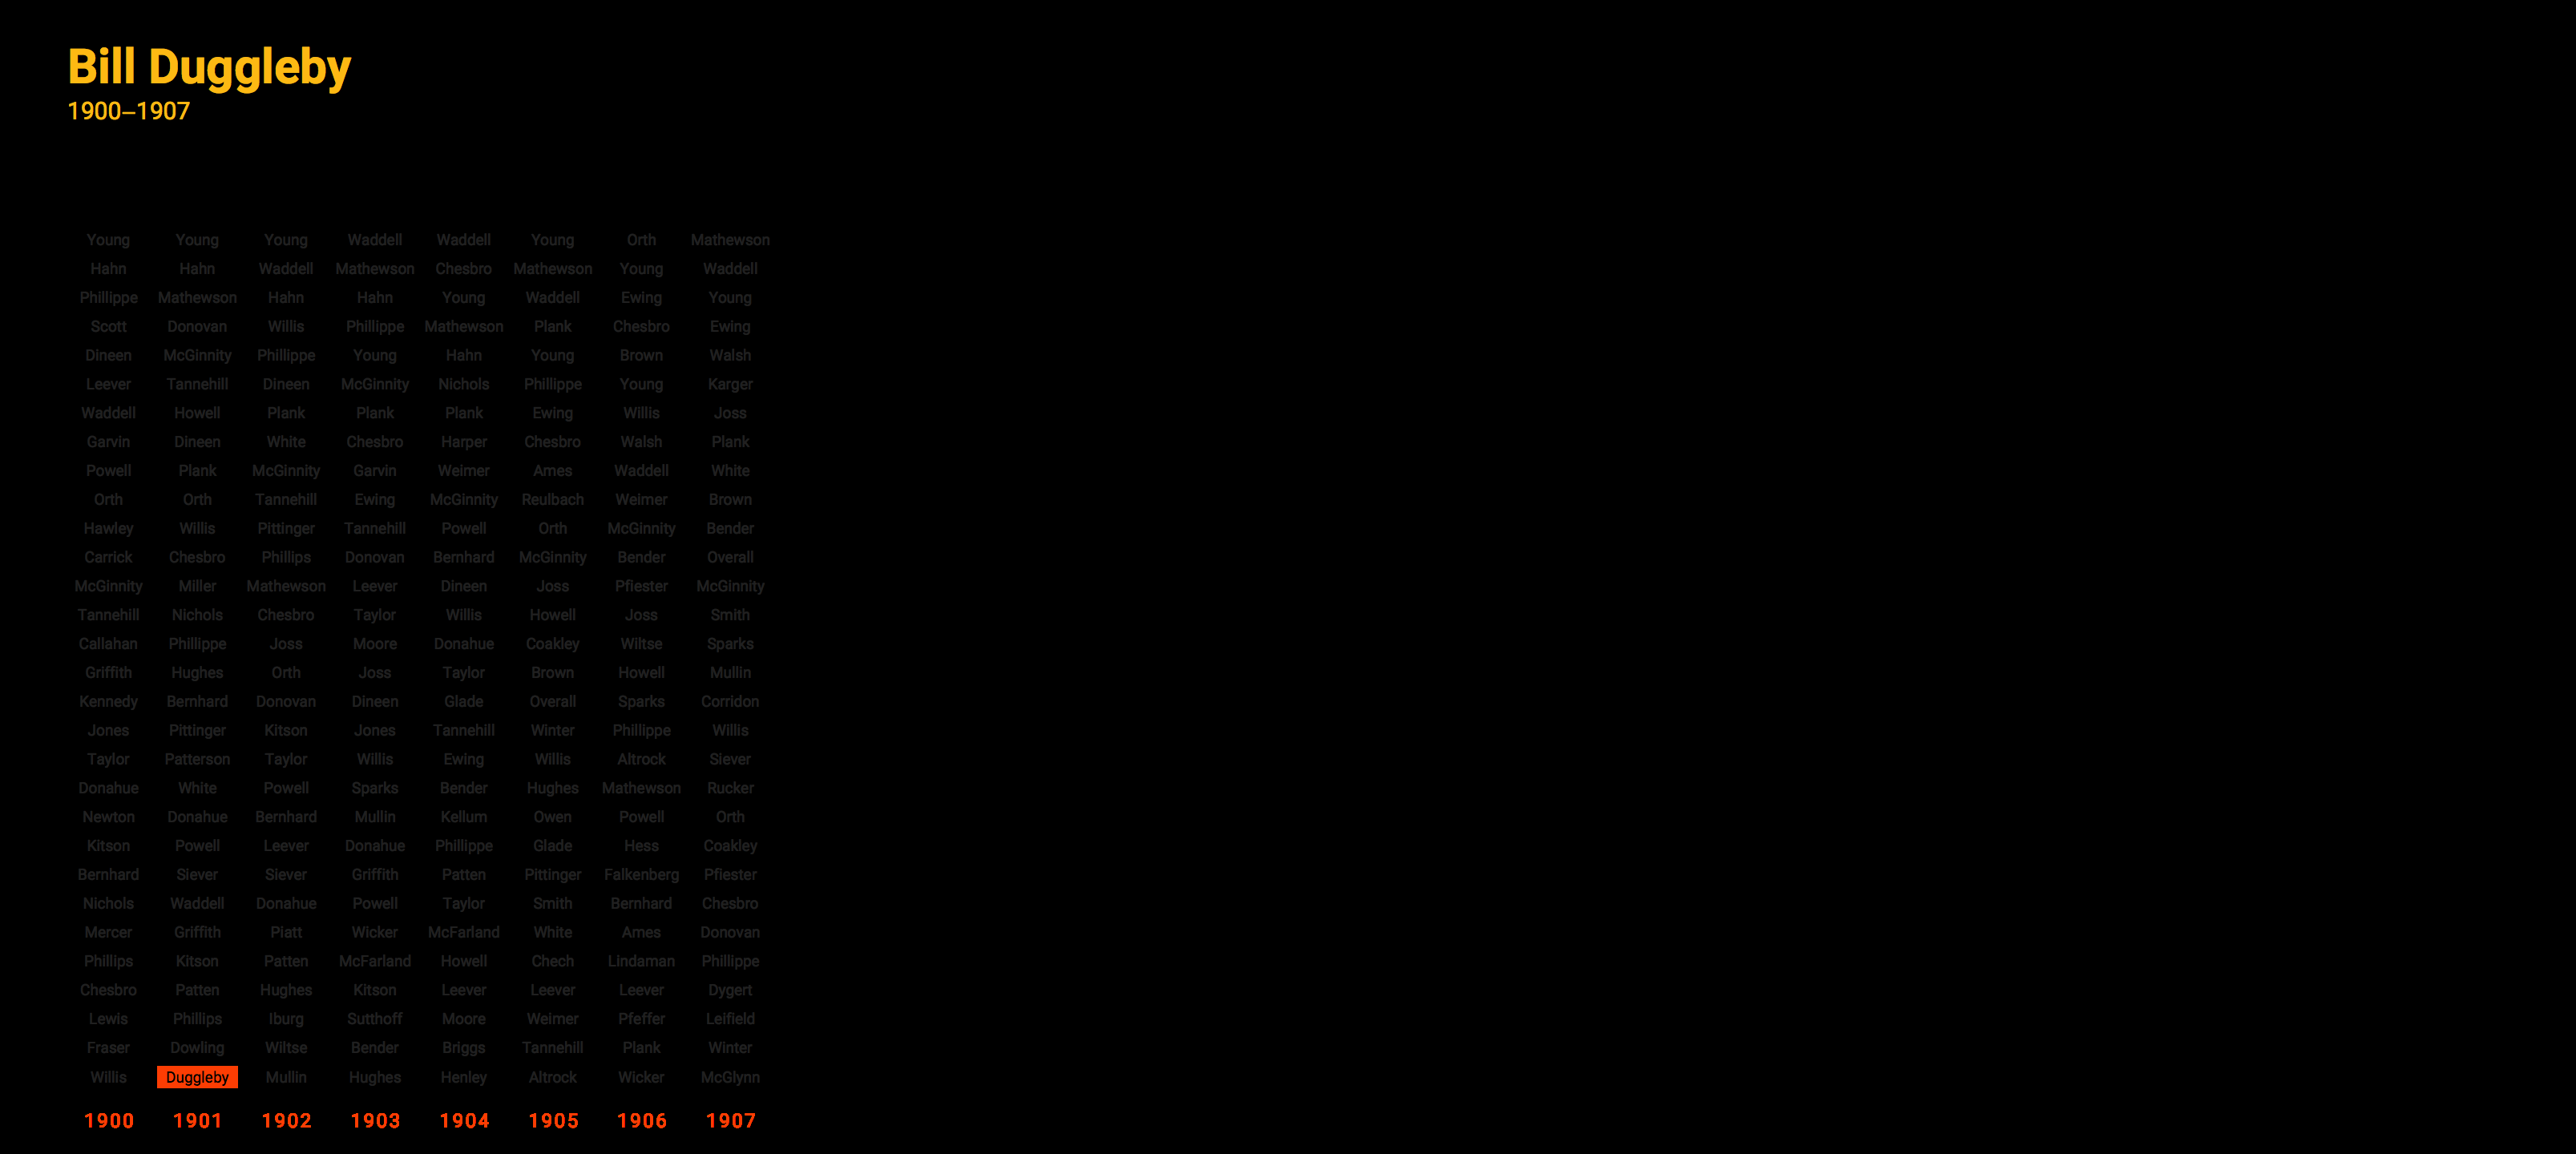 Bill Duggleby
1900–1907
Young Young Young Waddell Waddell Young Orth Mathewson
Hahn Hahn Waddell Mathewson Chesbro Mathewson Young Waddell
Phillippe Mathewson Hahn Hahn Young Waddell Ewing Young
Scott Donovan Willis Phillippe Mathewson Plank Chesbro Ewing
Dineen McGinnity Phillippe Young Hahn Young Brown Walsh
Leever Tannehill Dineen McGinnity Nichols Phillippe Young Karger
Waddell Howell Plank Plank Plank Ewing Willis Joss
Garvin Dineen White Chesbro Harper Chesbro Walsh Plank
Powell Plank McGinnity Garvin Weimer Ames Waddell White
Orth Orth Tannehill Ewing McGinnity Reulbach Weimer Brown
Hawley Willis Pittinger Tannehill Powell Orth McGinnity Bender
Carrick Chesbro Phillips Donovan Bernhard McGinnity Bender Overall
McGinnity Miller Mathewson Leever Dineen Joss Pfiester McGinnity
Tannehill Nichols Chesbro Taylor Willis Howell Joss Smith
Callahan Phillippe Joss Moore Donahue Coakley Wiltse Sparks
Griffith Hughes Orth Joss Taylor Brown Howell Mullin
Kennedy Bernhard Donovan Dineen Glade Overall Sparks Corridon
Jones Pittinger Kitson Jones Tannehill Winter Phillippe Willis
Taylor Patterson Taylor Willis Ewing Willis Altrock Siever
Donahue White Powell Sparks Bender Hughes Mathewson Rucker
Newton Donahue Bernhard Mullin Kellum Owen Powell Orth
Kitson Powell Leever Donahue Phillippe Glade Hess Coakley
Bernhard Siever Siever Griffith Patten Pittinger Falkenberg Pfiester
Nichols Waddell Donahue Powell Taylor Smith Bernhard Chesbro
Mercer Griffith Piatt Wicker McFarland White Ames Donovan
Phillips Kitson Patten McFarland Howell Chech Lindaman Phillippe
Chesbro Patten Hughes Kitson Leever Leever Leever Dygert
Lewis Phillips Iburg Sutthoff Moore Weimer Pfeffer Leifield
Fraser Dowling Wiltse Bender Briggs Tannehill Plank Winter
Willis Duggleby Mullin Hughes Henley Altrock Wicker McGlynn
1900 1901 1902 1903 1904 1905 1906 1907